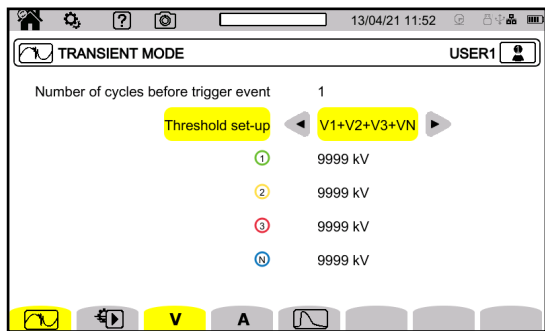 ? 13/04/21 11:52
TRANSIENT MODE USER1
Number of cycles before trigger event 1
Threshold set-up V1+V2+V3+VN
1 9999 kV
2 9999 kV
3 9999 kV
N 9999 kV
V A